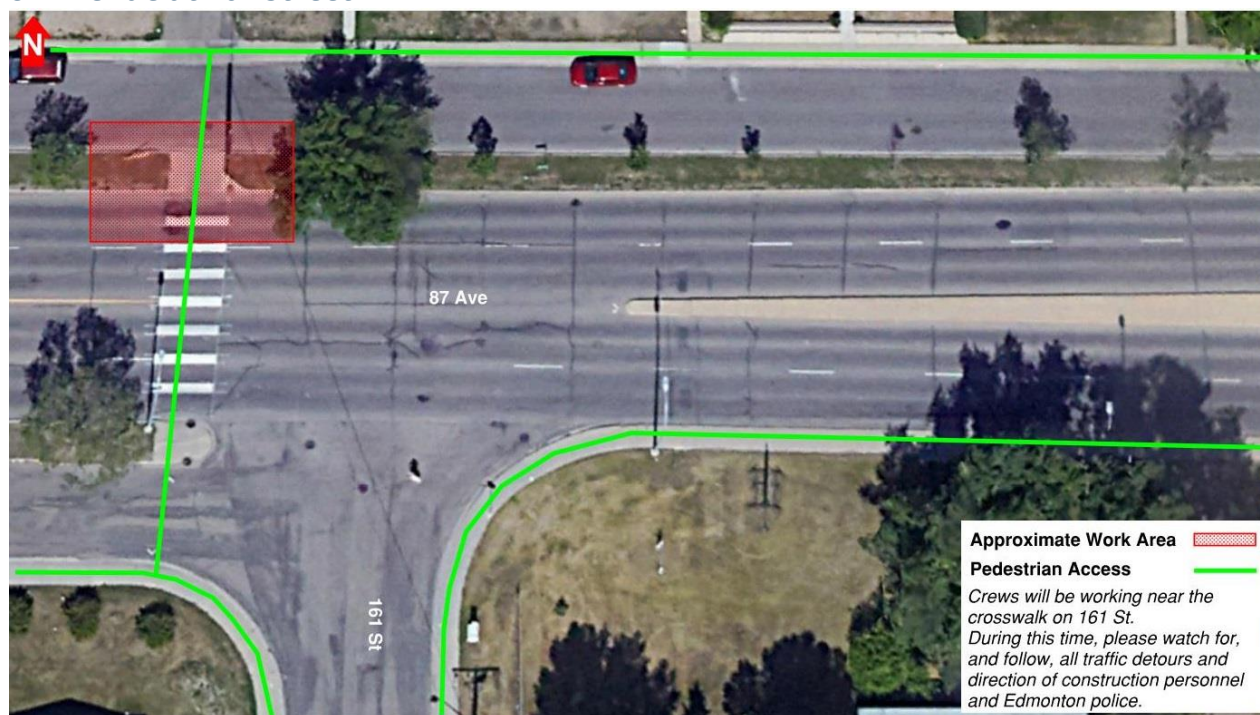 N
87 Ave
161 St
Approximate Work Area
Pedestrian Access
Crews will be working near the
crosswalk on 161 St.
During this time, please watch for,
and follow, all traffic detours and
direction of construction personnel
and Edmonton police.